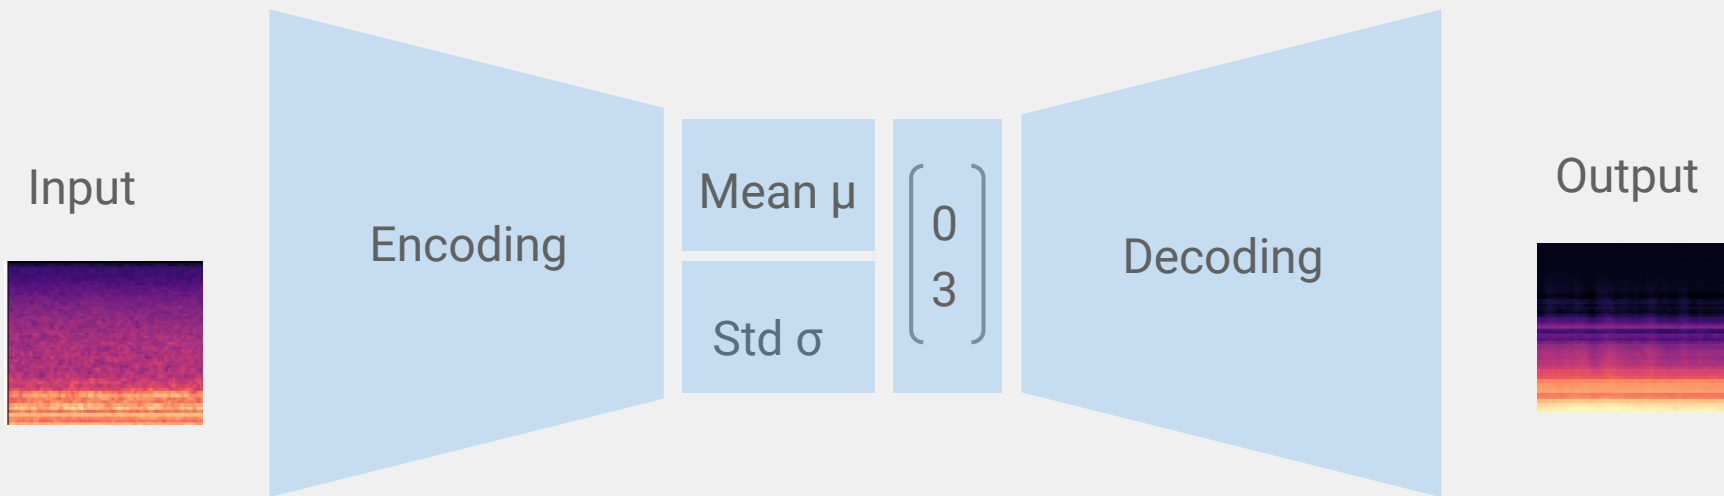 Input
Encoding
Mean μ
Std σ
0
3
Decoding
Output